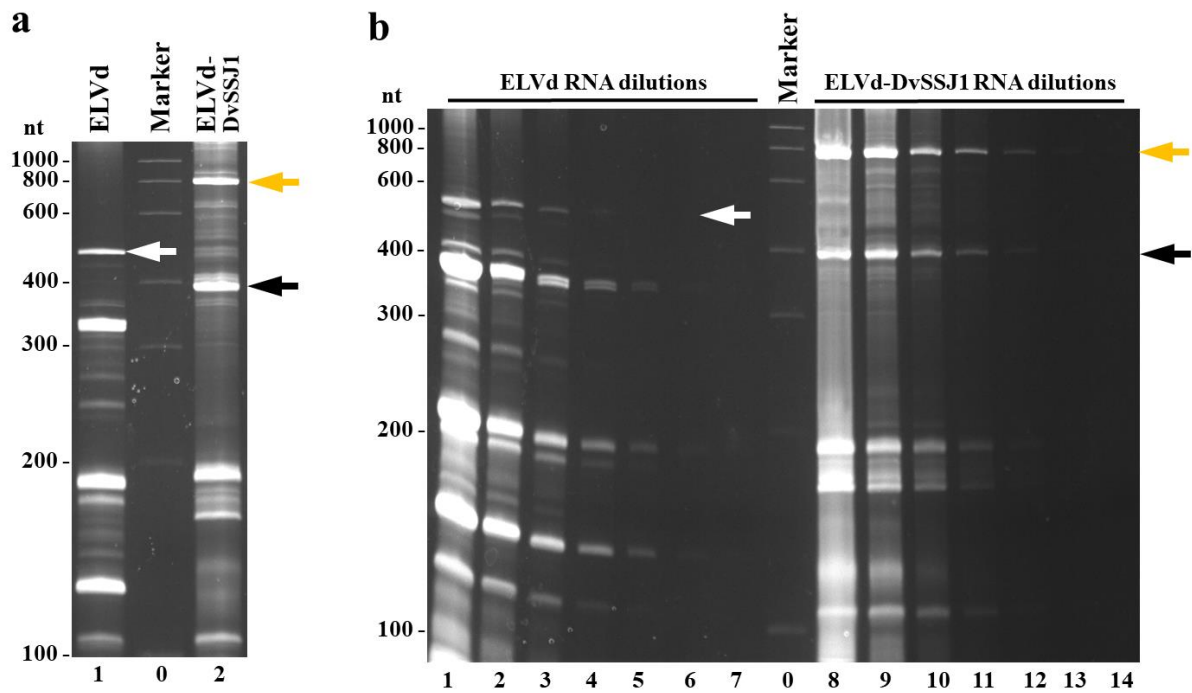 a
ELVd
Marker
ELVd-
DvSSJ1
nt
1000 -
800 -
600 -
400 -
300 -
200 -
100 -
1 0 2
b
ELVd RNA dilutions
Marker
ELVd-DvSSJ1 RNA dilutions
nt
1000 -
800 -
600 -
400 -
300 -
200 -
100 -
1 2 3 4 5 6 7 0 8 9 10 11 12 13 14